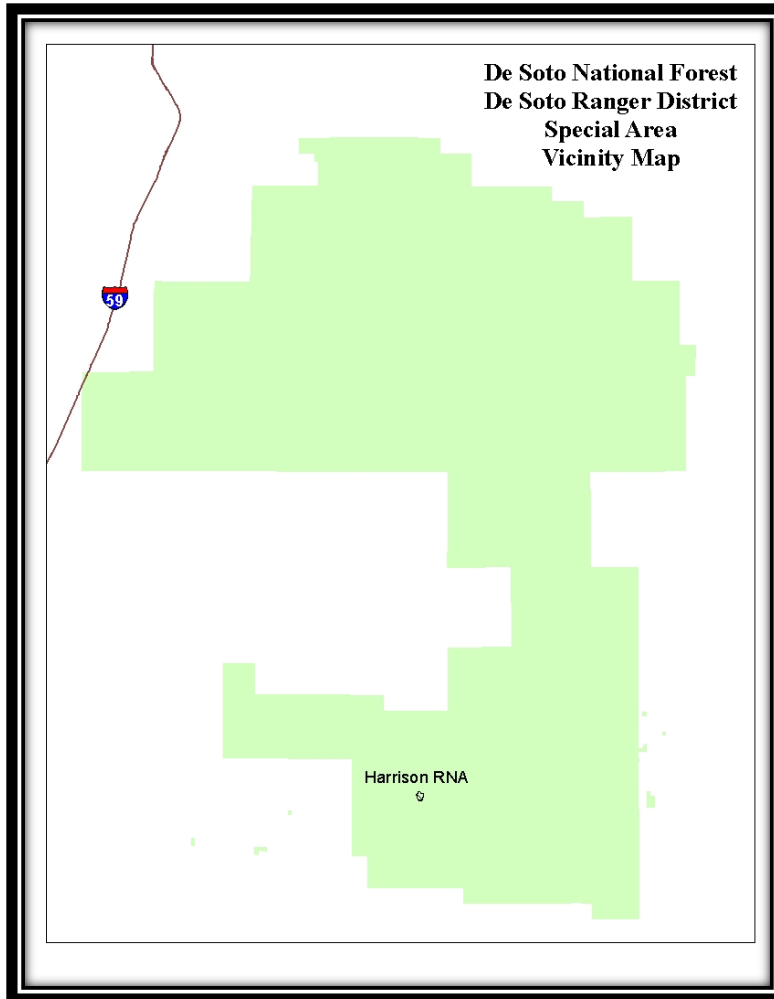 De Soto National Forest
De Soto Ranger District
Special Area
Vicinity Map
59
Harrison RNA